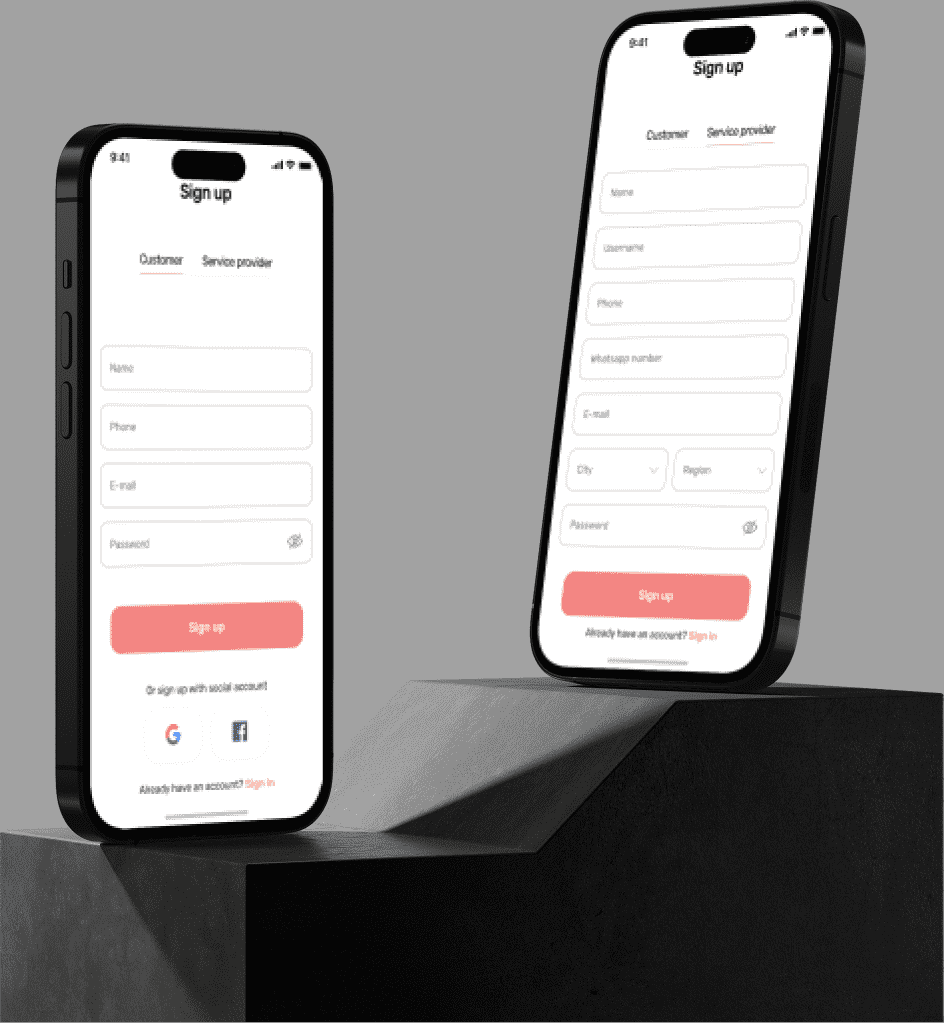 9:41
Sign up
Customer Service provider
Name
Phone
E-mail
Password
Sign up
Or sign up with social account
Already have an account? Sign in
9:41
Sign up
Customer Service provider
Name
Username
Phone
Whatsapp number
E-mail
City Region
Password
Sign up
Already have an account? Sign in